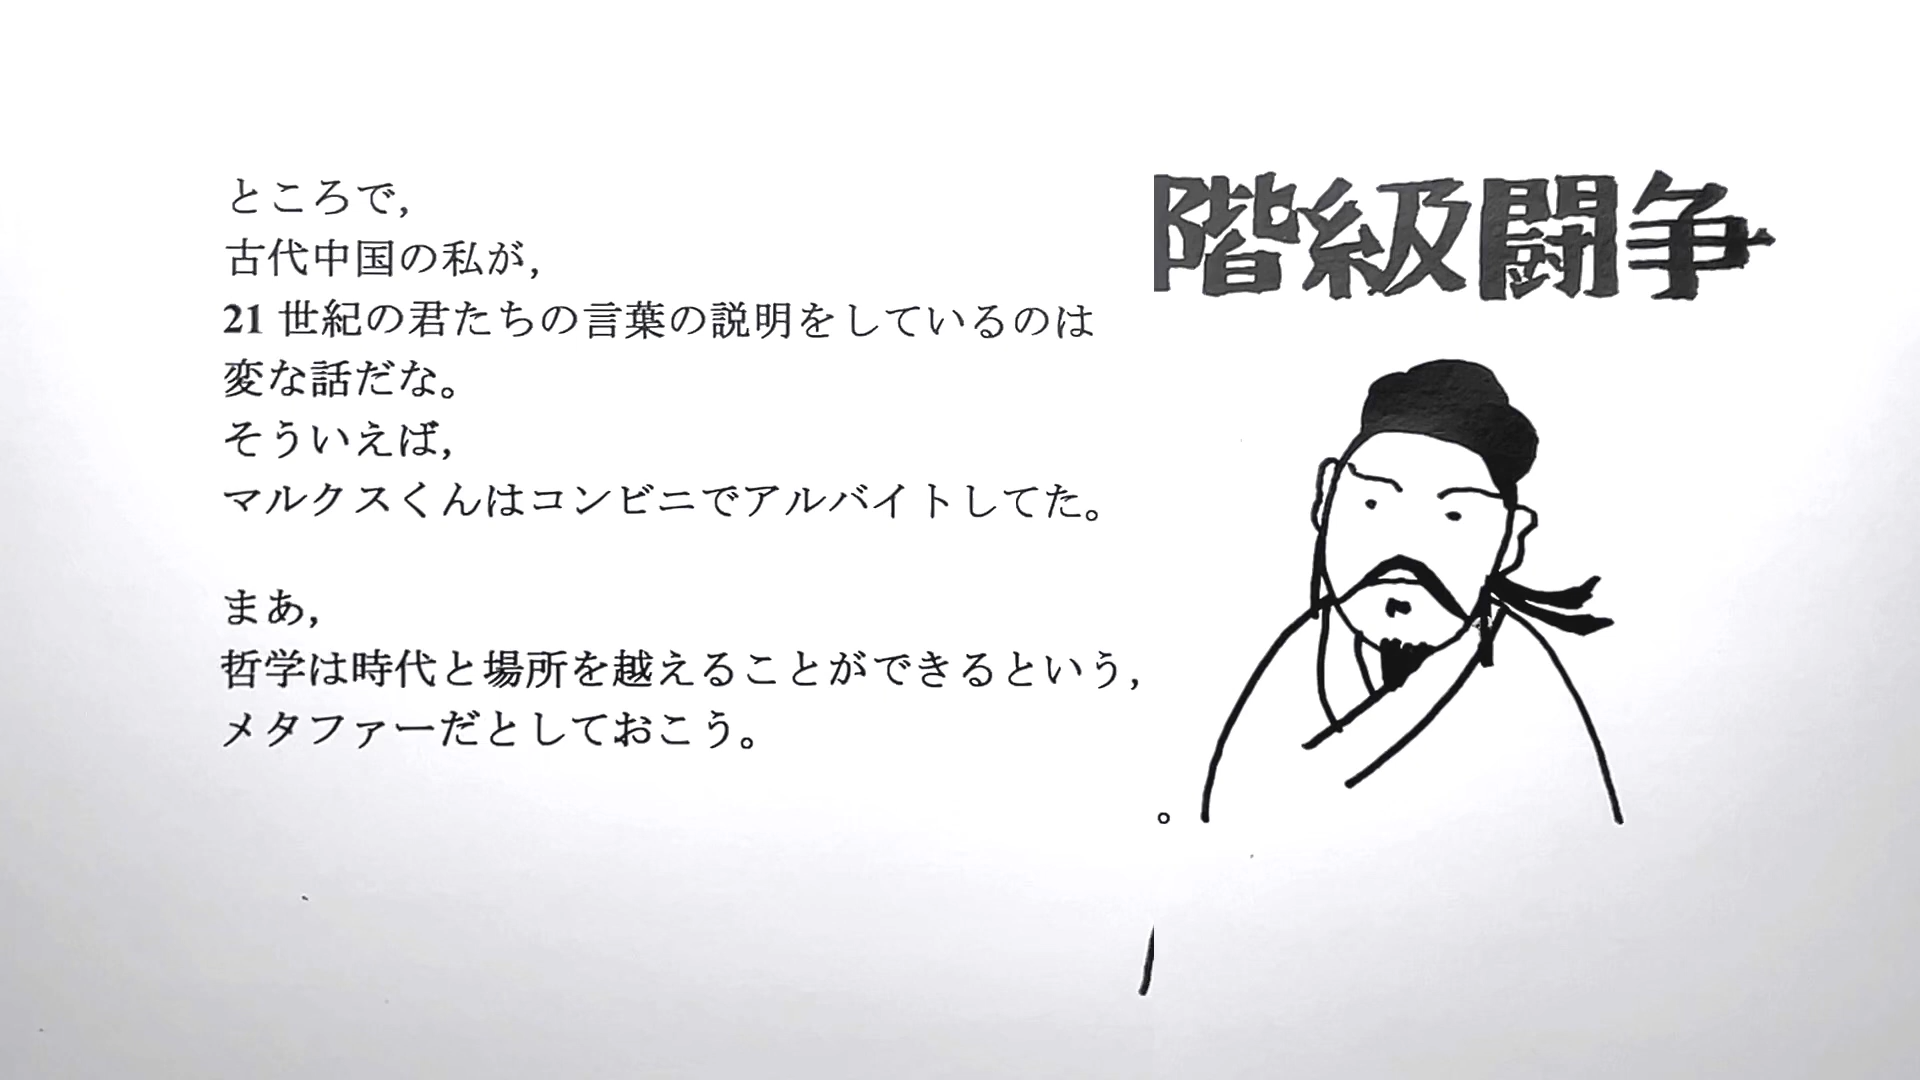 ところで,
古代中国の私が,
21 世紀の君たちの言葉の説明をしているのは
変な話だな。
そういえば,
マルクスくんはコンビニでアルバイトしてた。
まあ,
哲学は時代と場所を越えることができるという,
メタファーだとしておこう。
階級闘争
。